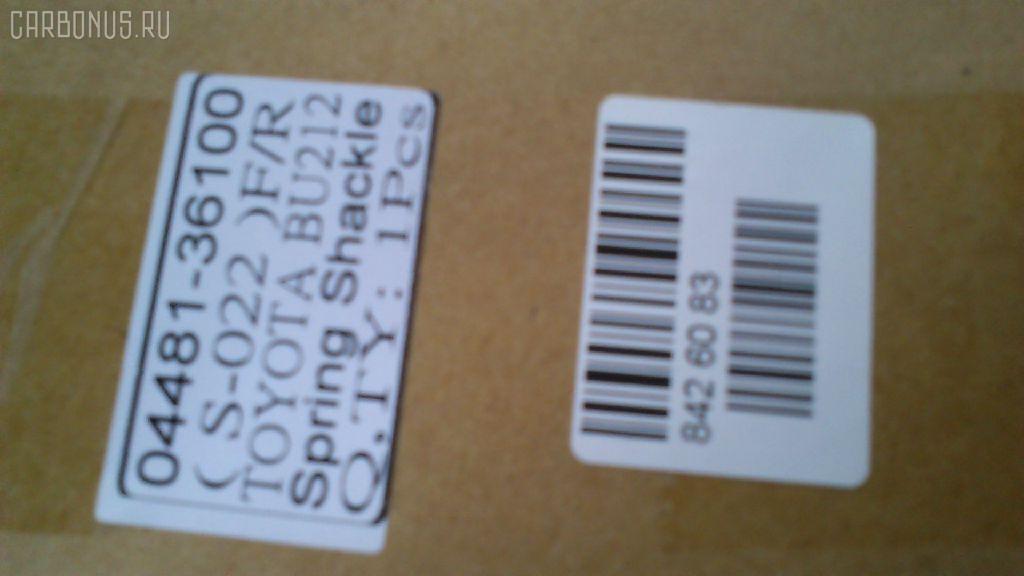 CARBONUS.RU
04481-36100
( S-022 )F/R
TOYOTA BU212
Spring Shackle
Q,TY: 1Pcs
842 60 83